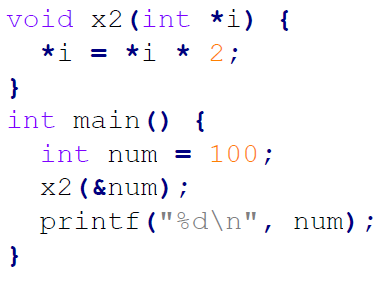 void x2(int *i) {
  *i = *i * 2;
}
int main() {
  int num = 100;
  x2(&num);
  printf("%d\n", num);
}